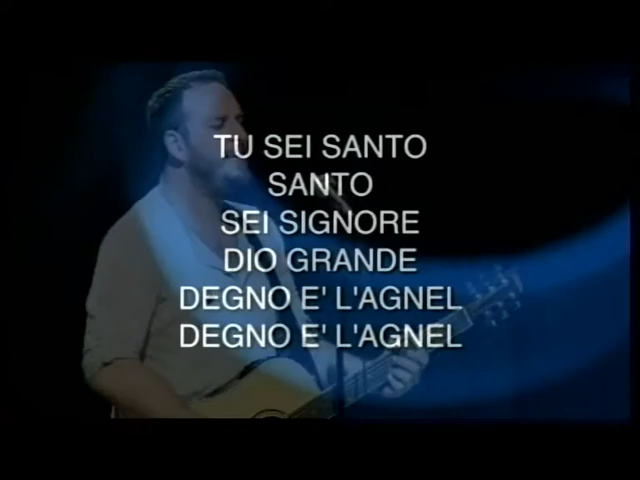 TU SEI SANTO
SANTO
SEI SIGNORE
DIO GRANDE
DEGNO E' L'AGNEL
DEGNO E' L'AGNEL